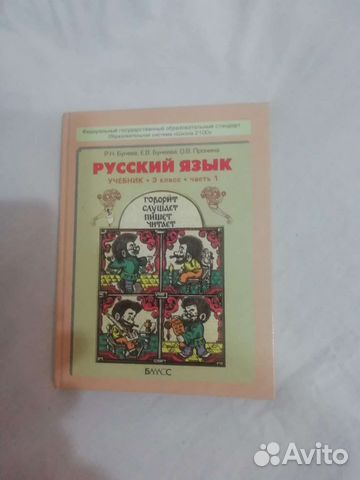 Федеральный государственный образовательный стандарт
Образовательная система «Школа 2100»
Р.Н. Бунеев, Е.В. Бунеева, О.В. Пронина
РУССКИЙ ЯЗЫК
УЧЕБНИК • 3 класс • часть 1
ГОВОРИТ
СЛУШАЕТ
ПИШЕТ
ЧИТАЕТ
БАЛАСС
Avito